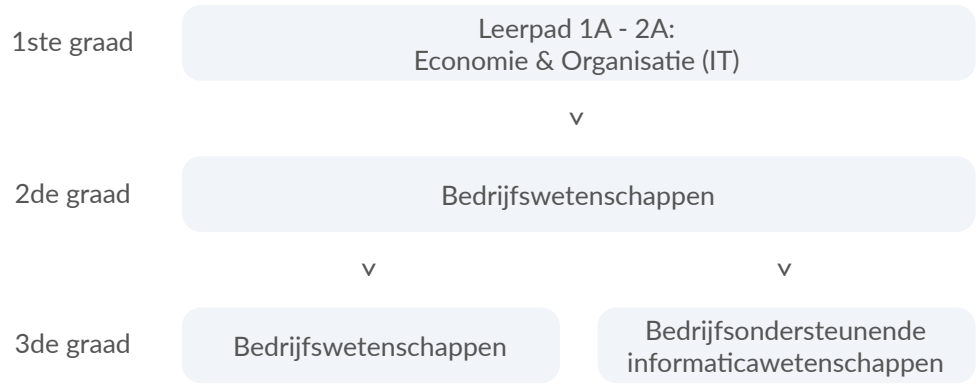 1ste graad
Leerpad 1A - 2A:
Economie & Organisatie (IT)
2de graad
Bedrijfswetenschappen
3de graad
Bedrijfswetenschappen
Bedrijfsondersteunende
informaticawetenschappen